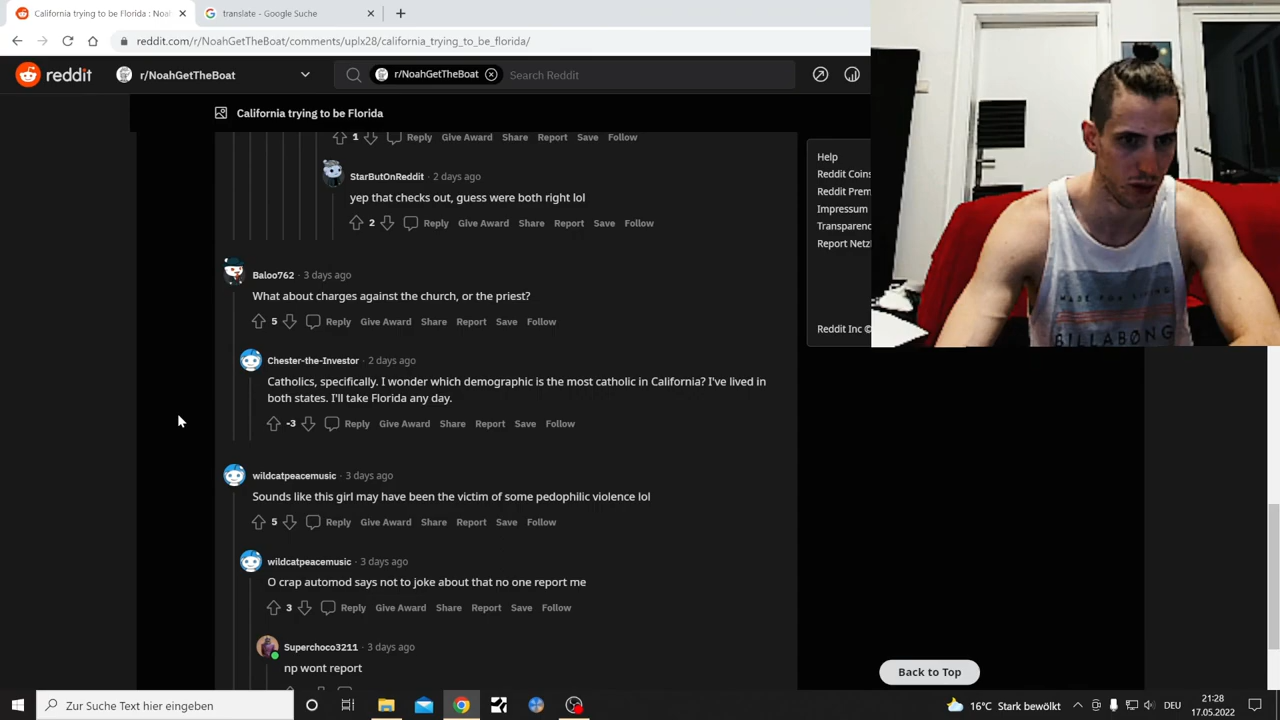 California trying to be Florida : Noal
translate - Google-Suche
reddit.com/r/NoahGetTheBoat/comments/
california_trying_to_be_florida/
reddit
r/NoahGetTheBoat
r/NoahGetTheBoat
Search Reddit
California trying to be Florida
1 Reply Give Award Share Report Save Follow
StarButOnReddit · 2 days ago
yep that checks out i guess were both right lol
2 Reply Give Award Share Report Save Follow
Baloo762 · 3 days ago
What about charges against the church, or the priest?
5 Reply Give Award Share Report Save Follow
Chester-the-Investor · 2 days ago
Catholics, specifically. I wonder which demographic is the most catholic in California? I've lived in
both states. I'll take Florida any day.
-3 Reply Give Award Share Report Save Follow
wildcatpeacemusic · 3 days ago
Sounds like this girl may have been the victim of some pedophilic violence lol
5 Reply Give Award Share Report Save Follow
wildcatpeacemusic · 3 days ago
O crap automod says not to joke about that no one report me
3 Reply Give Award Share Report Save Follow
Superchoco3211 · 3 days ago
np wont report
Help
Reddit Coins
Reddit Prem
Impressum
Transparenc
Report Netz
Reddit Inc ©
MADE FOR LIVING
BILLABONG
Back to Top
Zur Suche Text hier eingeben
16°C Stark bewölkt
DEU
21:28
17.05.2022